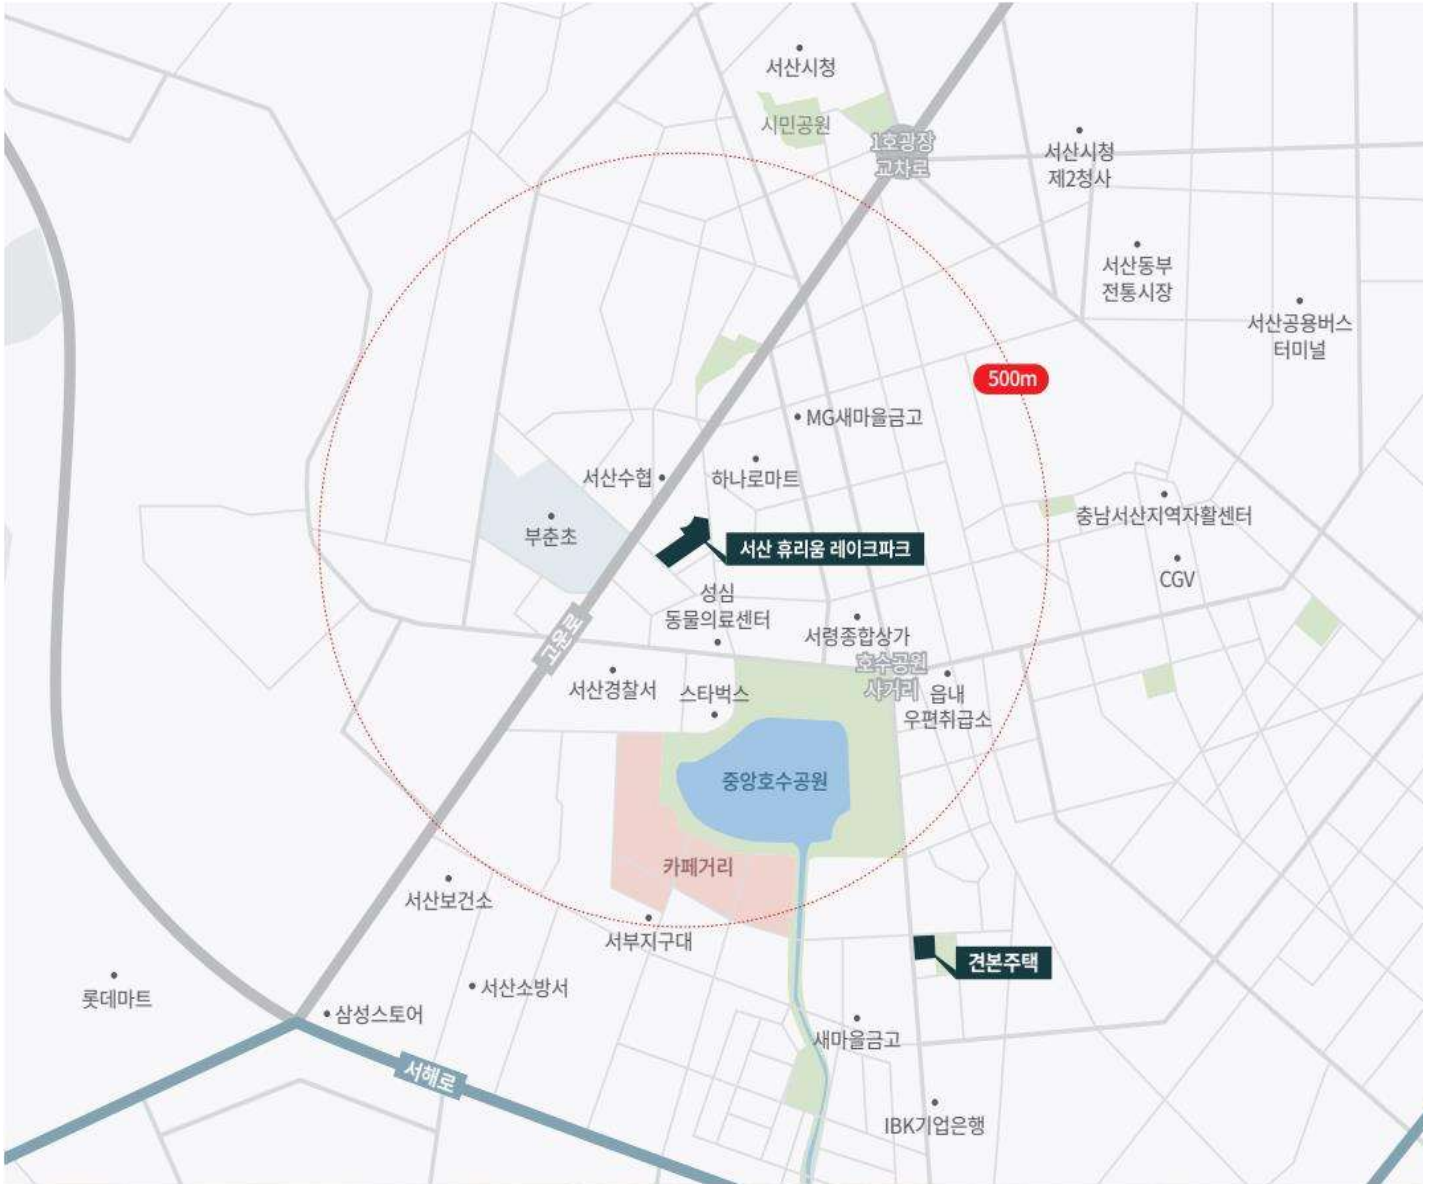 서산시청
시민공원
1호광장
교차로
서산시청
제2청사
서산동부
전통시장
서산공용버스
터미널
500m
MG새마을금고
서산수협
하나로마트
부춘초
충남서산지역자활센터
서산 휴리움 레이크파크
CGV
성심
동물의료센터
서령종합상가
고운로
호수공원
사거리
서산경찰서
스타벅스
읍내
우편취급소
중앙호수공원
카페거리
서산보건소
서부지구대
견본주택
롯데마트
서산소방서
삼성스토어
새마을금고
서해로
IBK기업은행